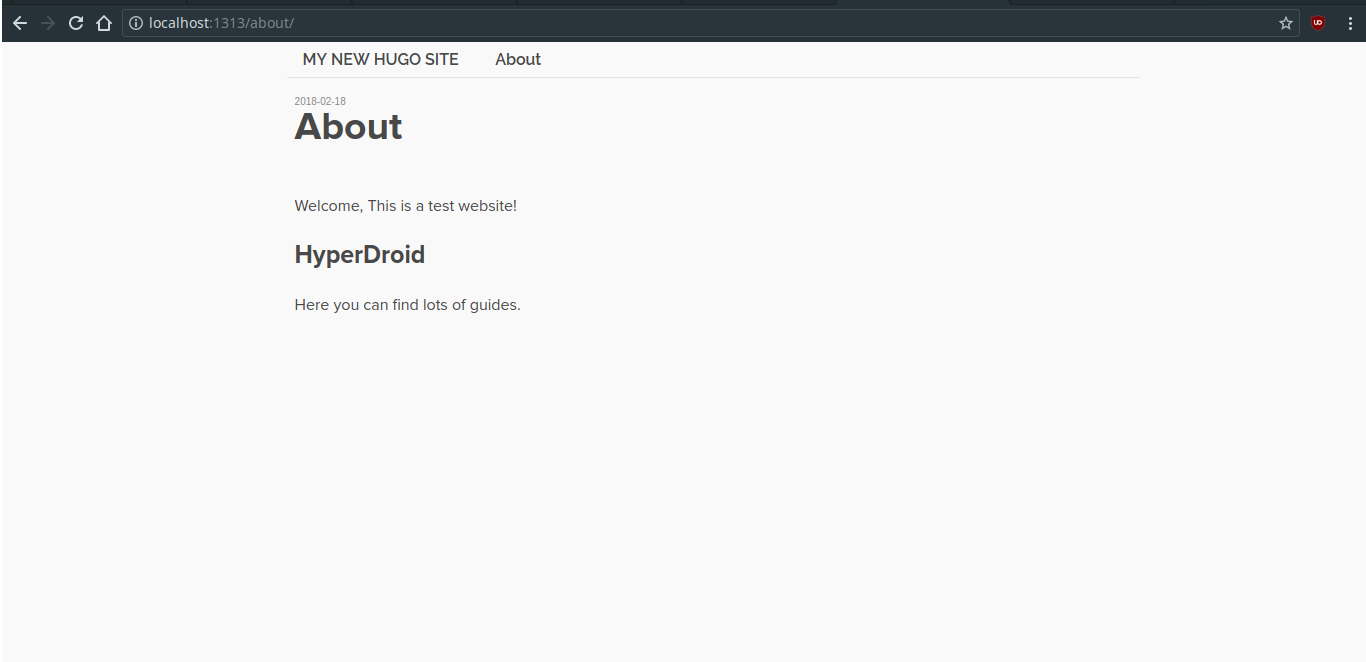 localhost:1313/about/
UD
MY NEW HUGO SITE About
2018-02-18
About
Welcome, This is a test website!
HyperDroid
Here you can find lots of guides.